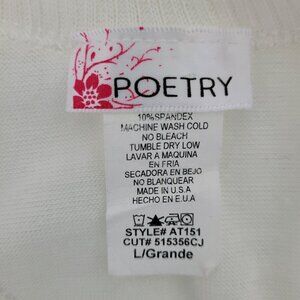 POETRY
10%SPANDEX
MACHINE WASH COLD
NO BLEACH
TUMBLE DRY LOW
LAVAR A MAQUINA
EN FRIA
SECADORA EN BEJO
NO BLANQUEAR
MADE IN U.S.A
HECHO EN E.U.A
STYLE# AT151
CUT# 515356CJ
L/Grande